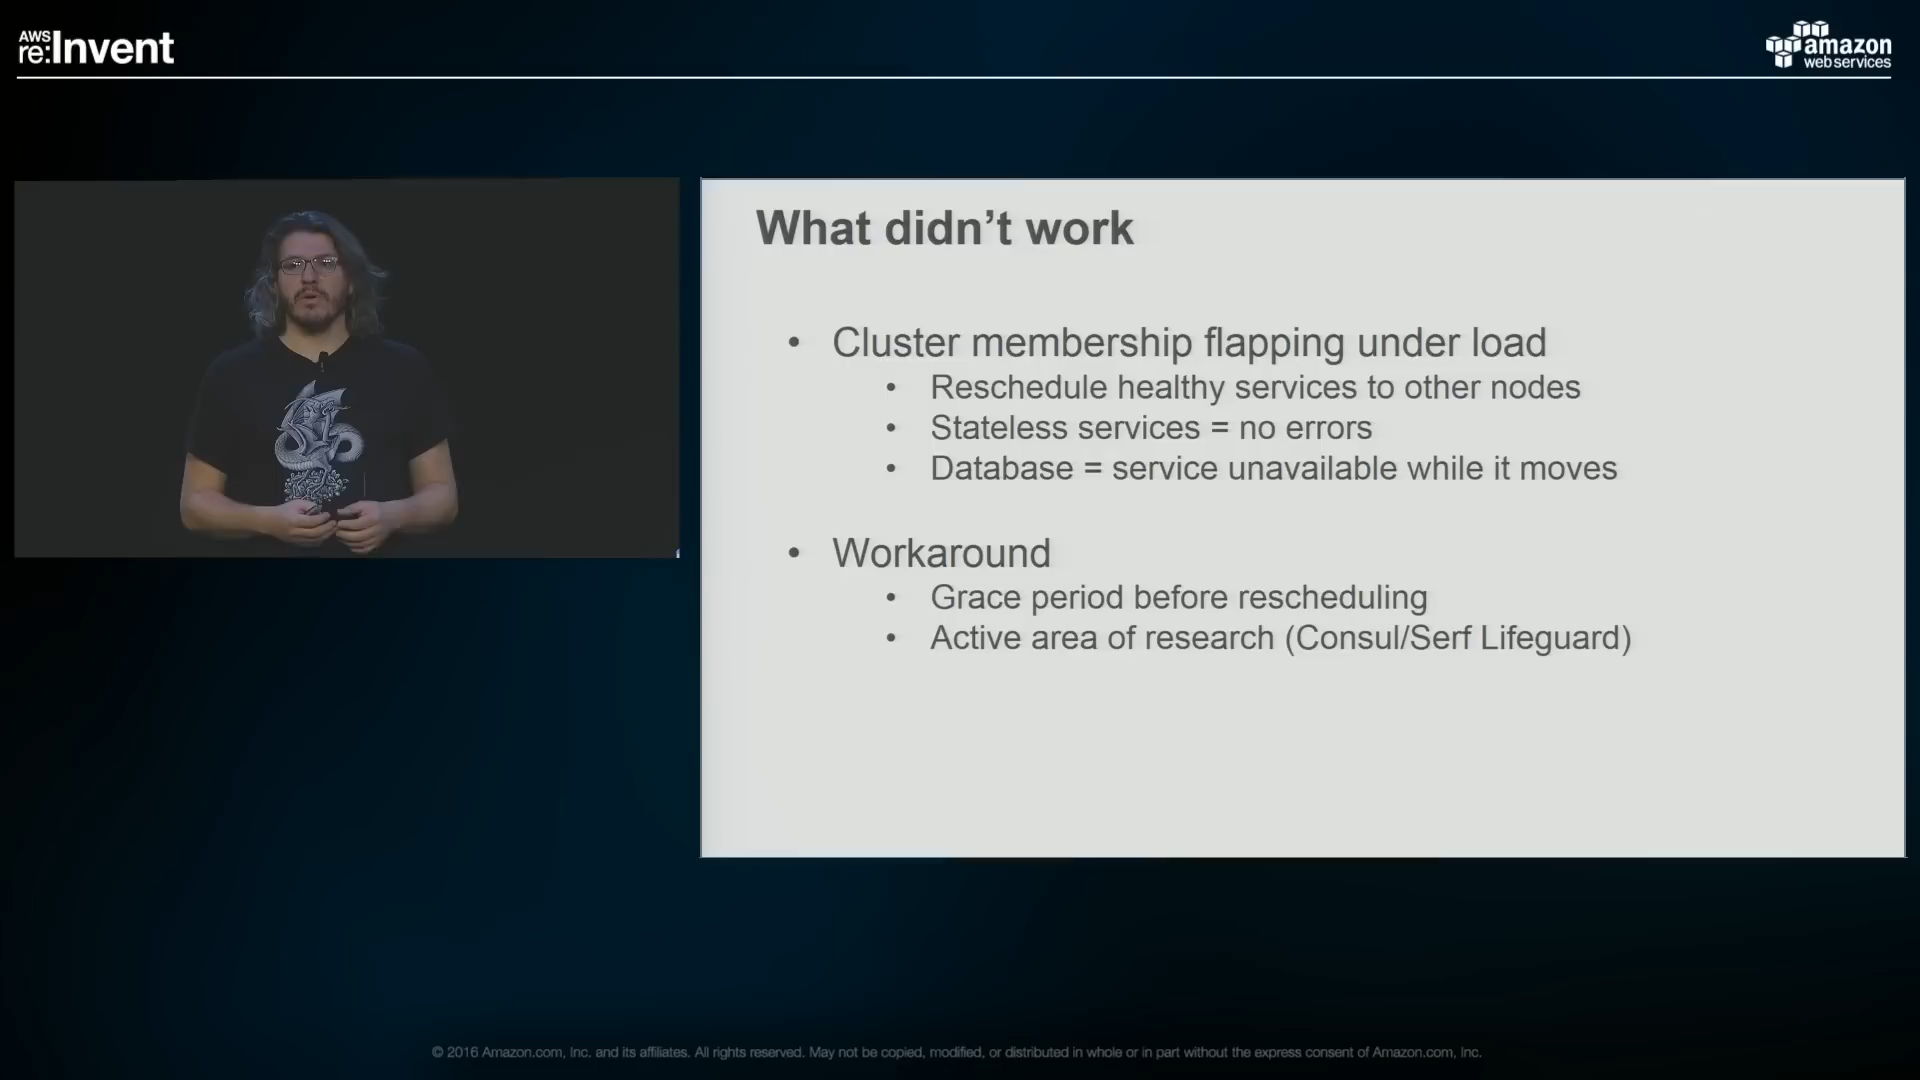 AWS
re:Invent
amazon
web services
What didn’t work
• Cluster membership flapping under load
• Reschedule healthy services to other nodes
• Stateless services = no errors
• Database = service unavailable while it moves
• Workaround
• Grace period before rescheduling
• Active area of research (Consul/Serf Lifeguard)
© 2016 Amazon.com, Inc. and its affiliates. All rights reserved. May not be copied, modified, or distributed in whole or in part without the express consent of Amazon.com, Inc.